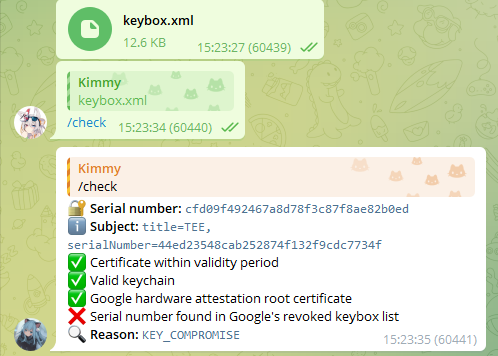 keybox.xml
12.6 KB
15:23:27 (60439)
Kimmy
keybox.xml
/check
15:23:34 (60440)
Kimmy
/check
Serial number: cfd09f492467a8d78f3c87f8ae82b0ed
Subject: title=TEE,
serialNumber=44ed23548cab252874f132f9cdc7734f
Certificate within validity period
Valid keychain
Google hardware attestation root certificate
Serial number found in Google's revoked keybox list
Reason: KEY_COMPROMISE
15:23:35 (60441)